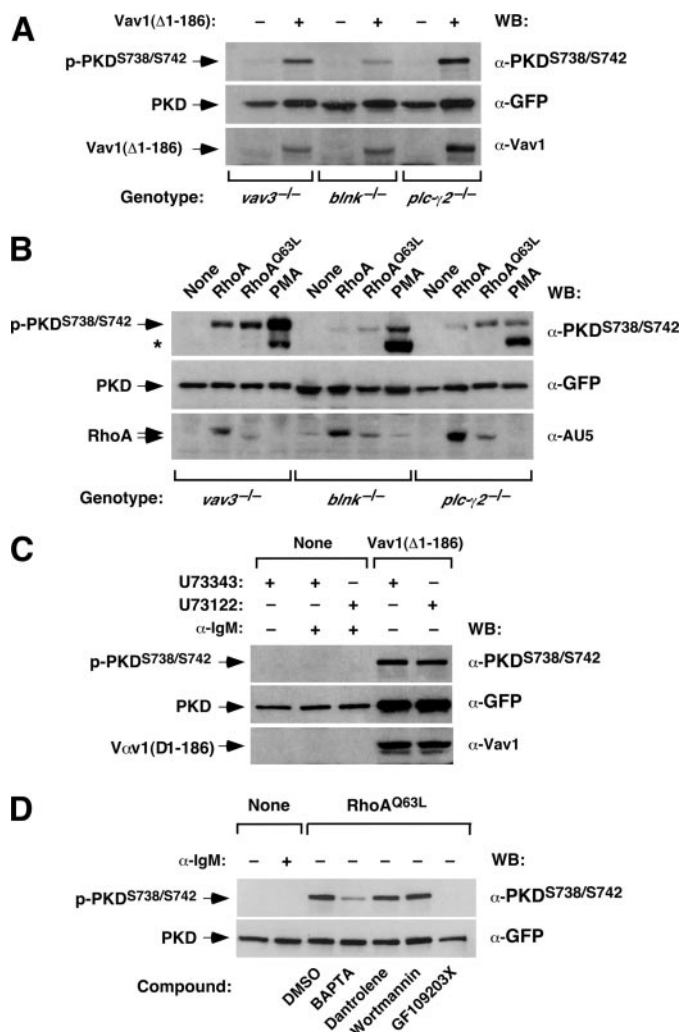 A
Vav1(Δ1-186): – + – + – + WB:
p-PKDS738/S742 α-PKDS738/S742
PKD α-GFP
Vav1(Δ1-186) α-Vav1
Genotype: vav3–/– blnk–/– plc-γ2–/–
B
None RhoA RhoAQ63L PMA None RhoA RhoAQ63L PMA None RhoA RhoAQ63L PMA WB:
p-PKDS738/S742 α-PKDS738/S742
*
PKD α-GFP
RhoA α-AU5
Genotype: vav3–/– blnk–/– plc-γ2–/–
C
None Vav1(Δ1-186)
U73343: + + – + –
U73122: – – + – +
α-IgM: – + + – – WB:
p-PKDS738/S742 α-PKDS738/S742
PKD α-GFP
Vαv1(D1-186) α-Vav1
D
None RhoAQ63L
α-IgM: – + – – – – – WB:
p-PKDS738/S742 α-PKDS738/S742
PKD α-GFP
Compound: DMSO BAPTA Dantrolene Wortmannin GF109203X